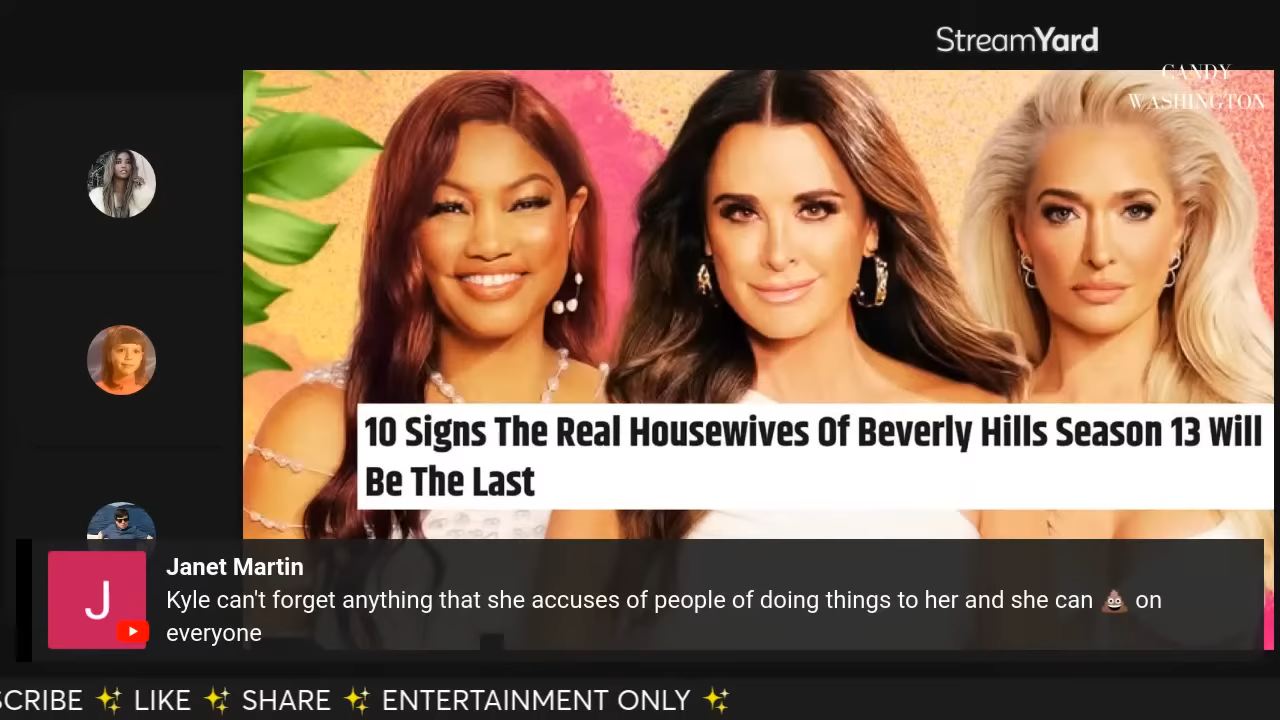 StreamYard
CANDY
WASHINGTON
10 Signs The Real Housewives Of Beverly Hills Season 13 Will
Be The Last
J
Janet Martin
Kyle can't forget anything that she accuses of people of doing things to her and she can 💩 on
everyone
SCRIBE ✨ LIKE ✨ SHARE ✨ ENTERTAINMENT ONLY ✨